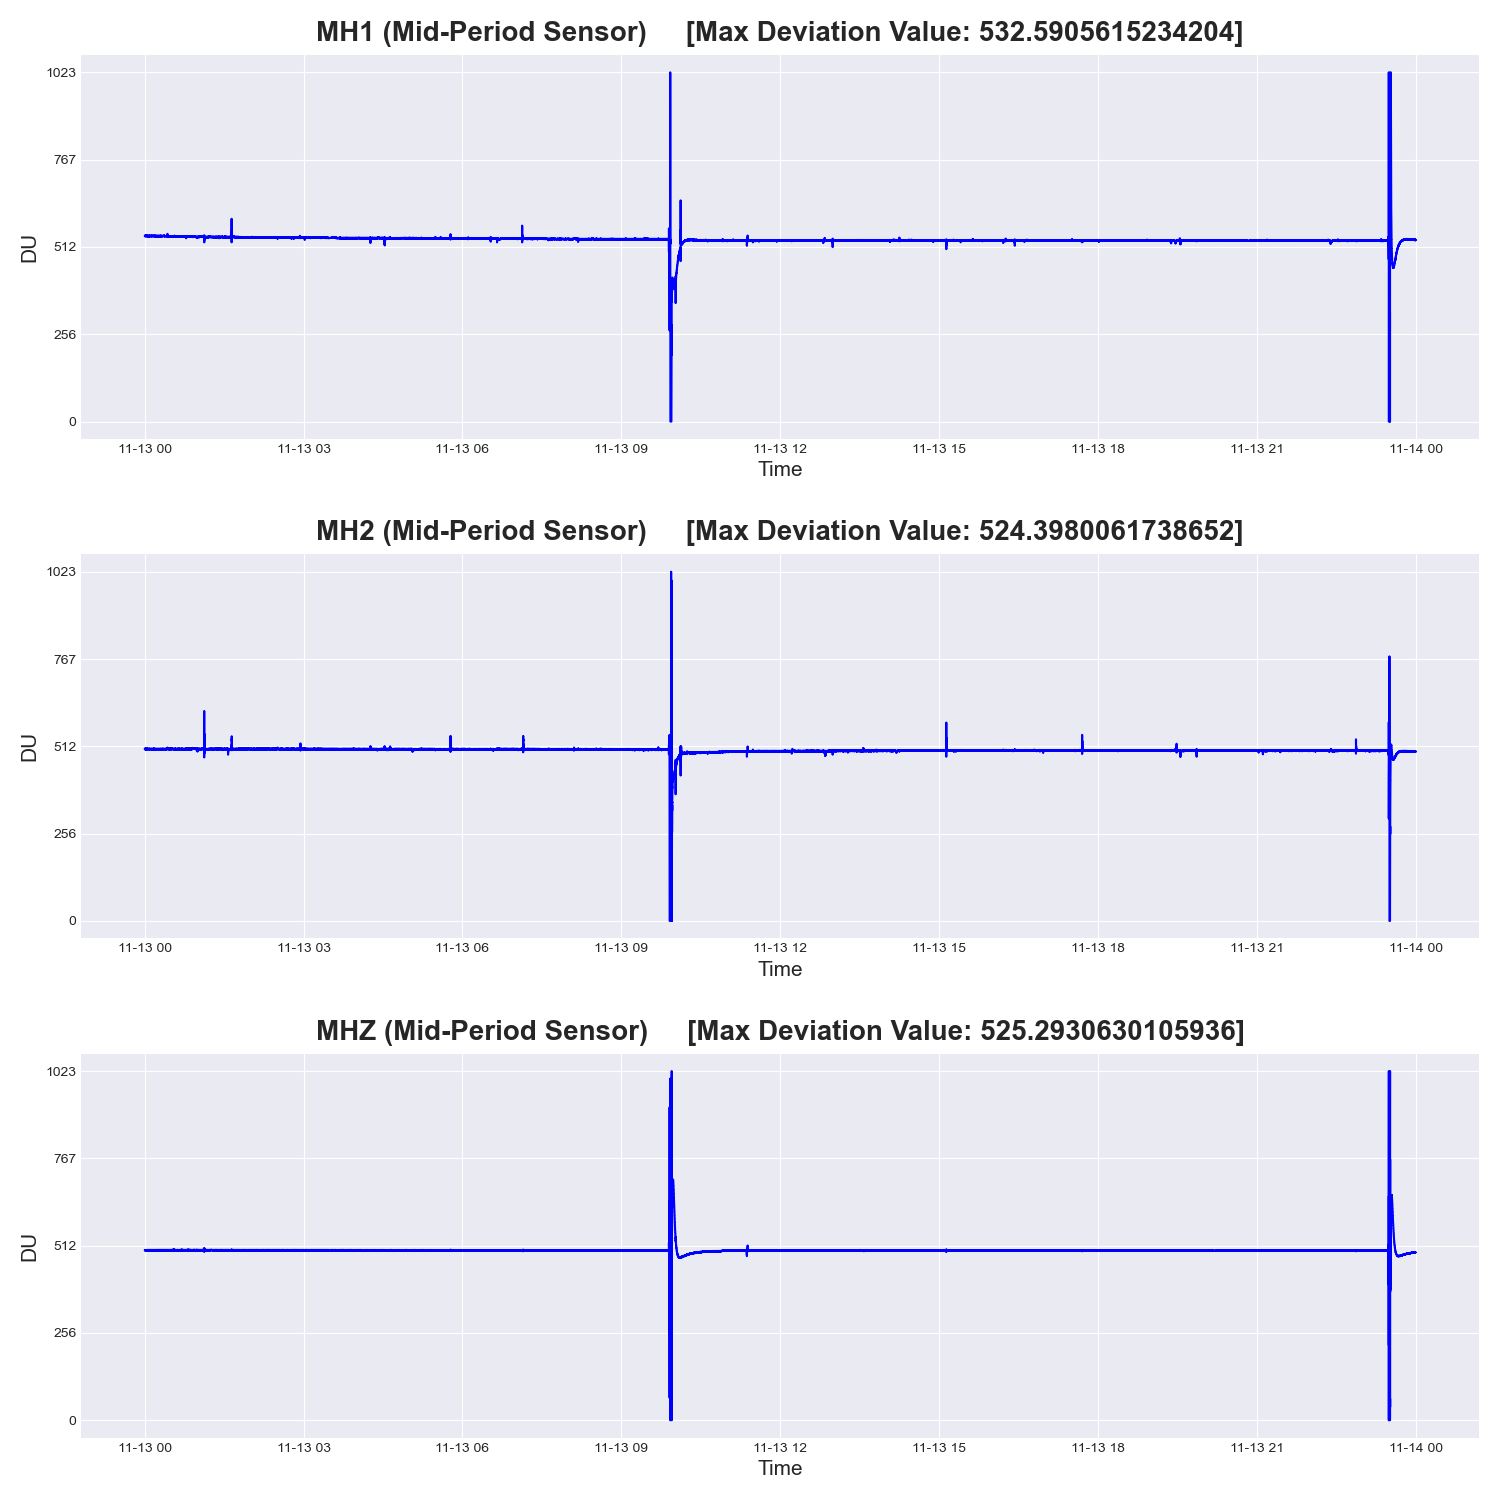 MH1 (Mid-Period Sensor) [Max Deviation Value: 532.5905615234204]
1023
767
512
256
0
DU
11-13 00 11-13 03 11-13 06 11-13 09 11-13 12 11-13 15 11-13 18 11-13 21 11-14 00
Time
MH2 (Mid-Period Sensor) [Max Deviation Value: 524.3980061738652]
1023
767
512
256
0
DU
11-13 00 11-13 03 11-13 06 11-13 09 11-13 12 11-13 15 11-13 18 11-13 21 11-14 00
Time
MHZ (Mid-Period Sensor) [Max Deviation Value: 525.2930630105936]
1023
767
512
256
0
DU
11-13 00 11-13 03 11-13 06 11-13 09 11-13 12 11-13 15 11-13 18 11-13 21 11-14 00
Time